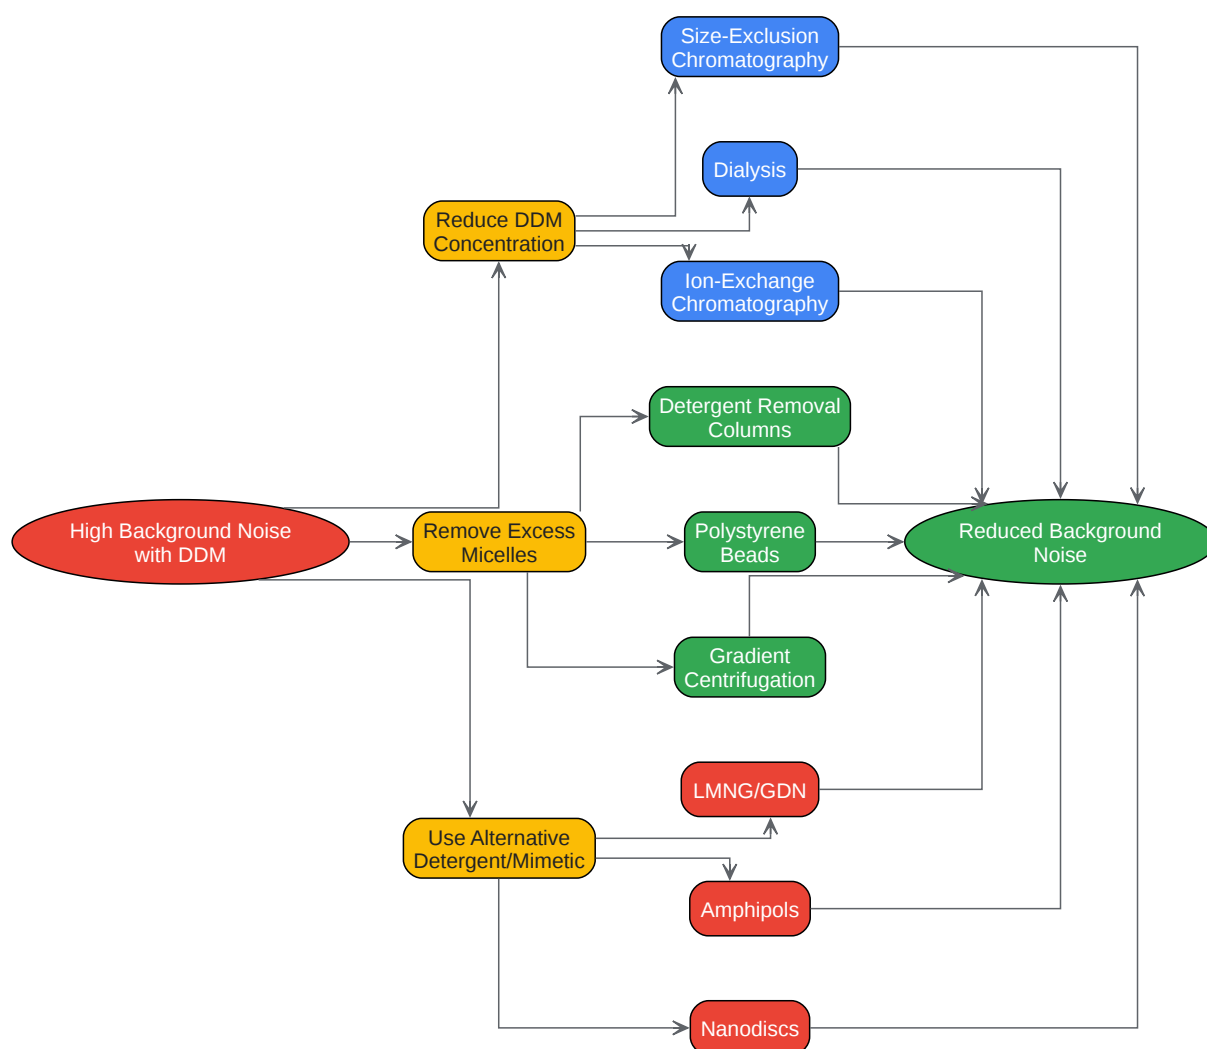 Size-Exclusion
Chromatography
Dialysis
Reduce DDM
Concentration
Ion-Exchange
Chromatography
Detergent Removal
Columns
High Background Noise
with DDM
Remove Excess
Micelles
Polystyrene
Beads
Reduced Background
Noise
Gradient
Centrifugation
LMNG/GDN
Use Alternative
Detergent/Mimetic
Amphipols
Nanodiscs